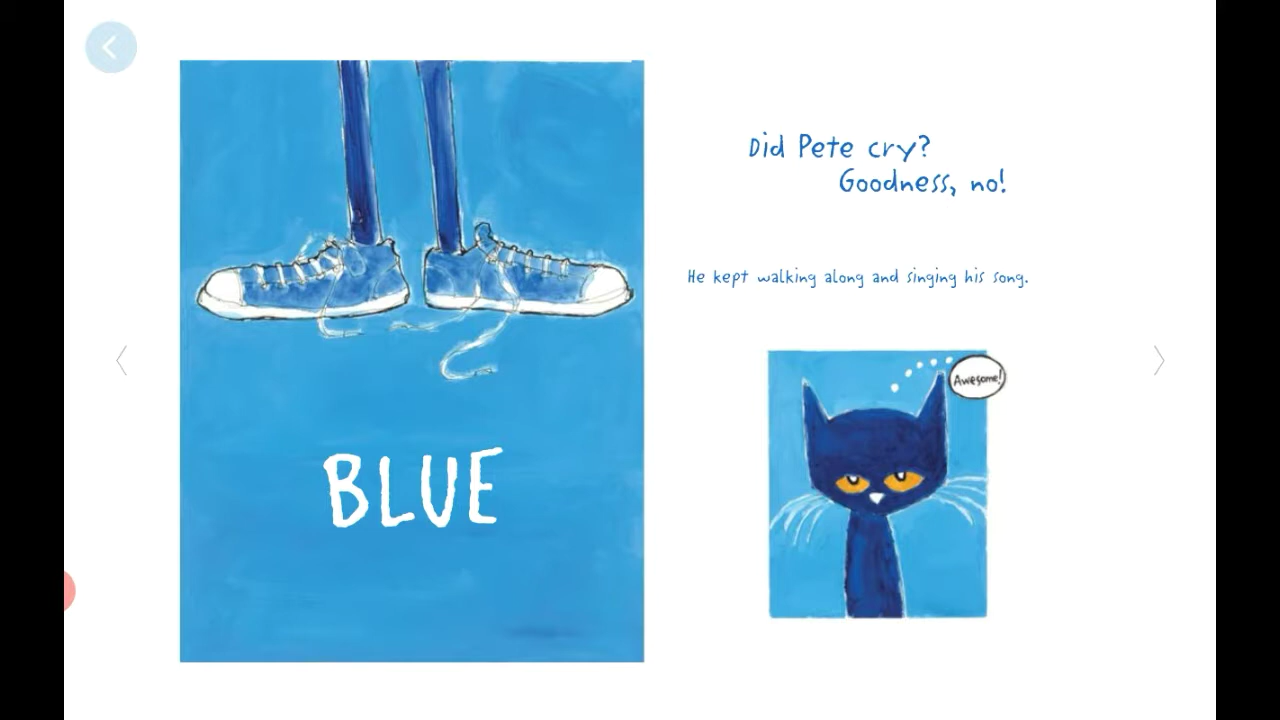 BLUE
Did Pete cry?
Goodness, no!
He kept walking along and singing his song.
Awesome!